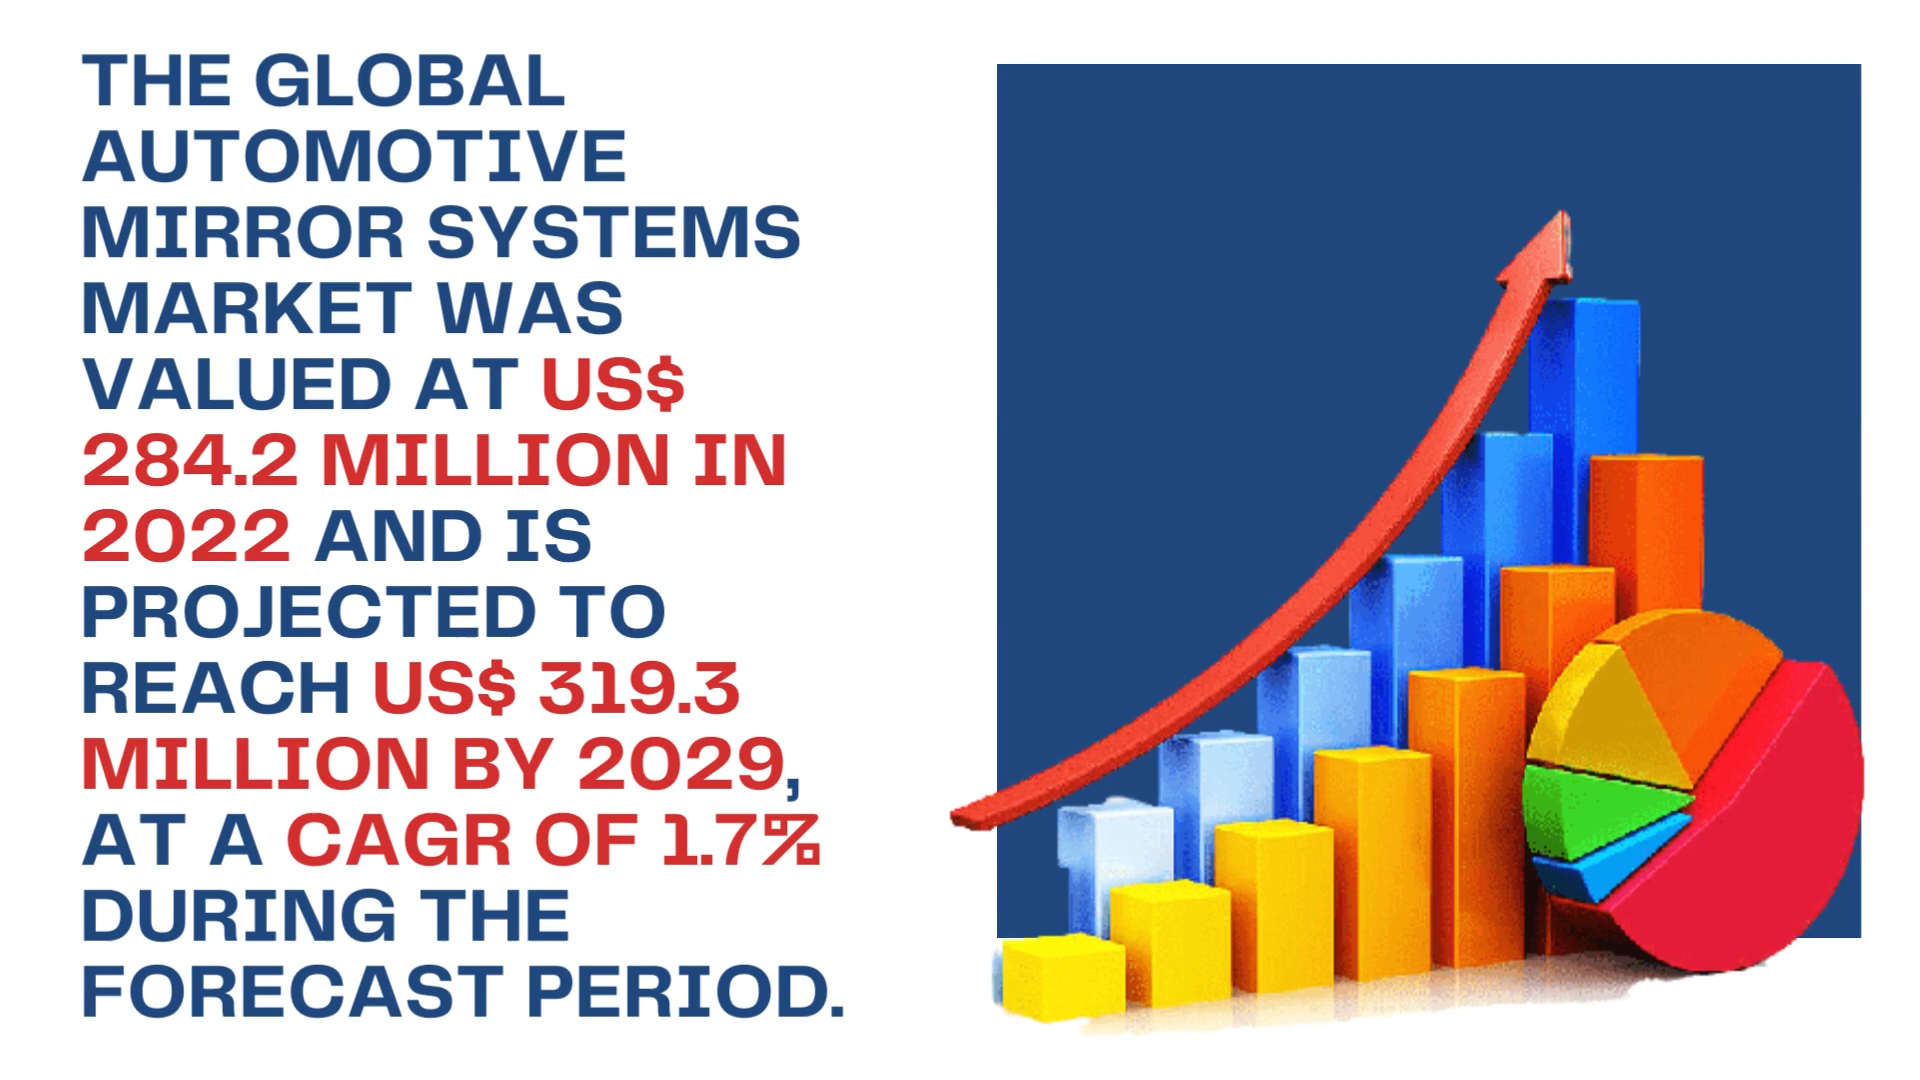 THE GLOBAL
AUTOMOTIVE
MIRROR SYSTEMS
MARKET WAS
VALUED AT US$
284.2 MILLION IN
2022 AND IS
PROJECTED TO
REACH US$ 319.3
MILLION BY 2029,
AT A CAGR OF 1.7%
DURING THE
FORECAST PERIOD.